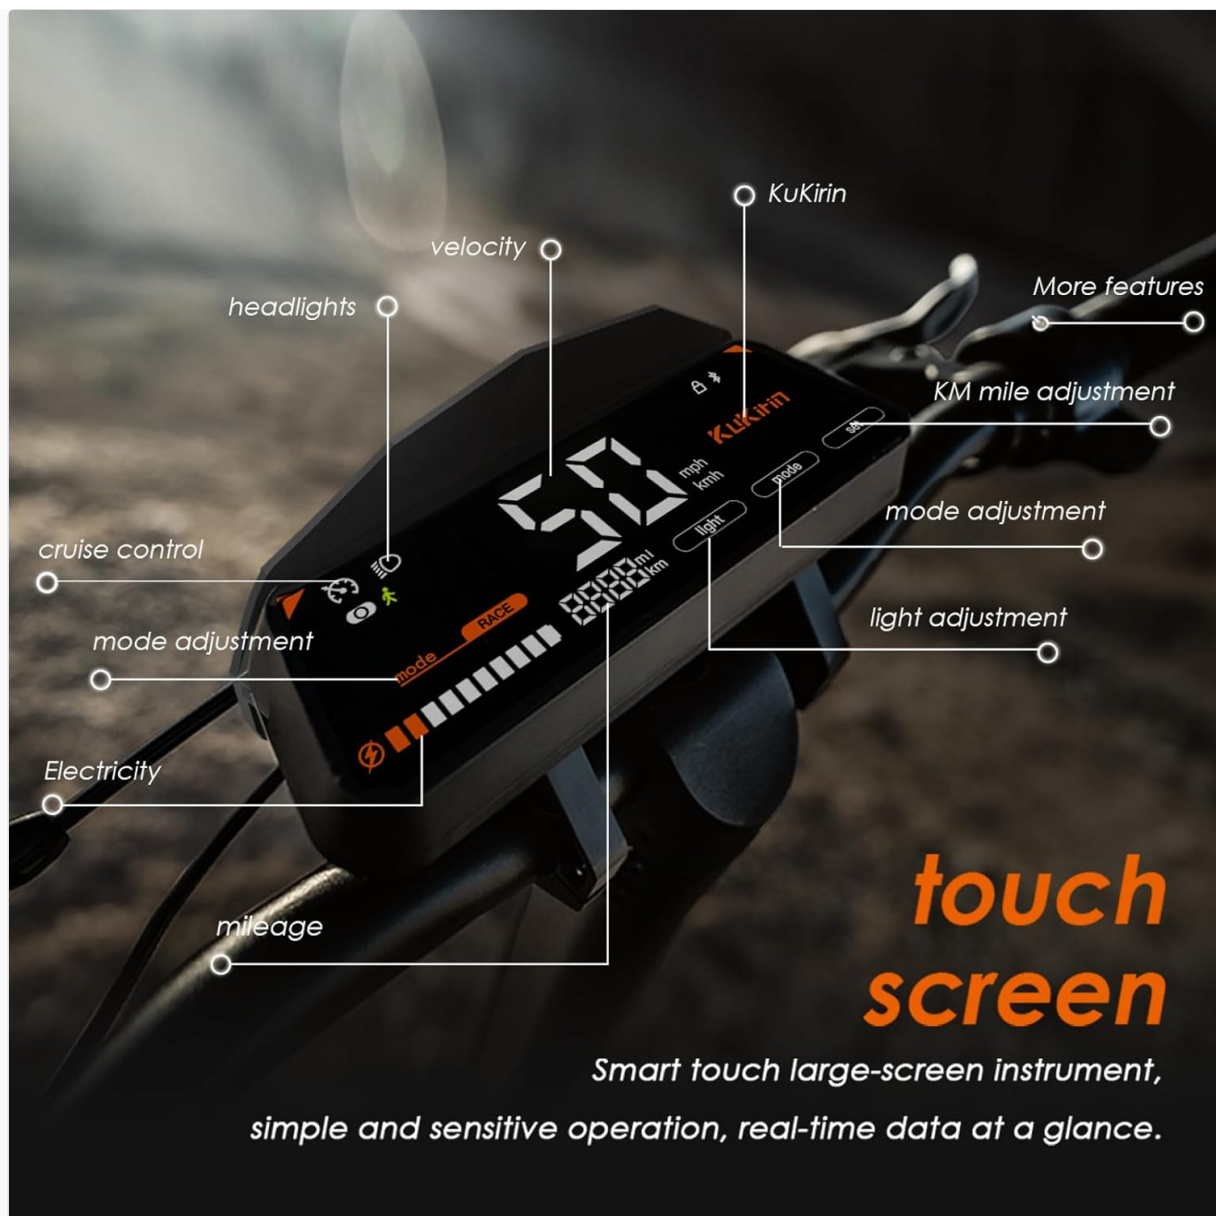 KuKirin
velocity
More features
headlights
KM mile adjustment
KuKirin
set
mph
kmh
mode
50
light
mode adjustment
cruise control
8888
mi
km
RACE
light adjustment
mode adjustment
mode
Electricity
mileage
touch
screen
Smart touch large-screen instrument,
simple and sensitive operation, real-time data at a glance.